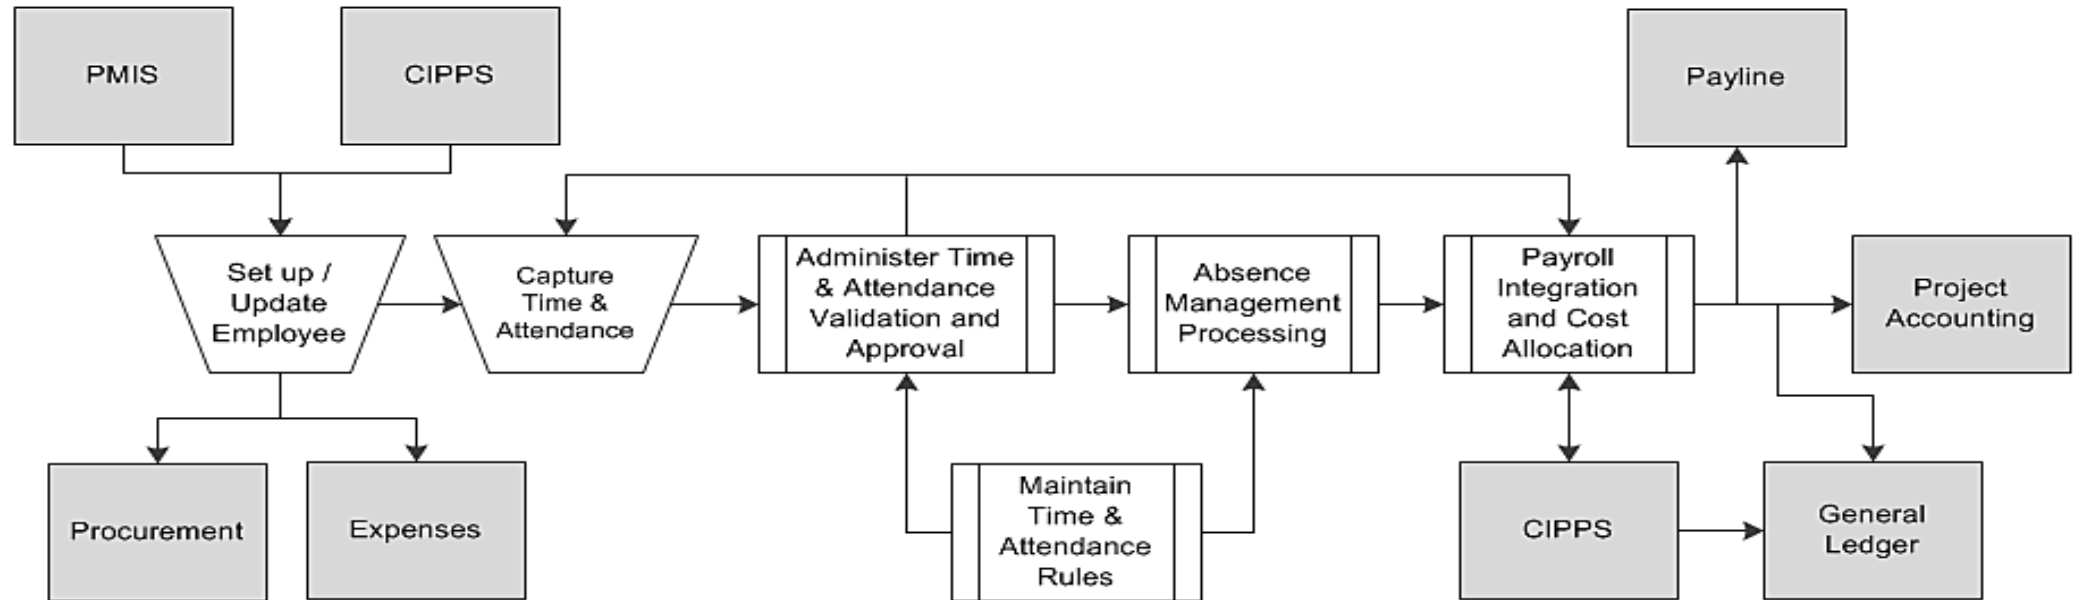 PMIS
CIPPS
Payline
Set up /
Update
Employee
Capture
Time &
Attendance
Administer Time
& Attendance
Validation and
Approval
Absence
Management
Processing
Payroll
Integration
and Cost
Allocation
Project
Accounting
Procurement
Expenses
Maintain
Time &
Attendance
Rules
CIPPS
General
Ledger